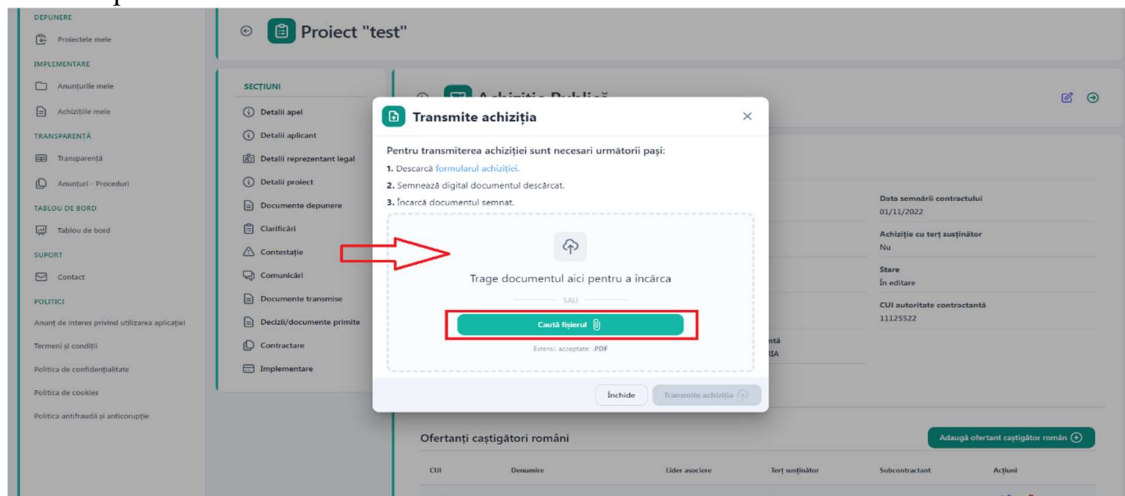 DEPUNERE
Proiectele mele
IMPLEMENTARE
Anunțurile mele
Achizițiile mele
TRANSPARENȚĂ
Transparență
Anunțuri - Proceduri
TABLOU DE BORD
Tablou de bord
SUPORT
Contact
POLITICI
Anunț de interes privind utilizarea aplicației
Termeni și condiții
Politica de confidențialitate
Politica de cookies
Politica antifraudă și anticorupție
Proiect "test"
SECȚIUNI
Detalii apel
Detalii aplicant
Detalii reprezentant legal
Detalii proiect
Documente depunere
Clarificări
Contestație
Comunicări
Documente transmise
Decizii/documente primite
Contractare
Implementare
Achiziție Publică
Transmite achiziția
Pentru transmiterea achiziției sunt necesari următorii pași:
1. Descarcă formularul achiziției.
2. Semnează digital documentul descărcat.
3. Încarcă documentul semnat.
Trage documentul aici pentru a încărca
SAU
Caută fișierul
Extensii acceptate .PDF
Închide
Transmite achiziția
Data semnării contractului
01/11/2022
Achiziție cu terț susținător
Nu
Stare
În editare
CUI autoritate contractantă
11125522
Ofertanți caștigători români
Adaugă ofertant caștigător român
CUI Denumire Lider asociere Terț susținător Subcontractant Acțiuni